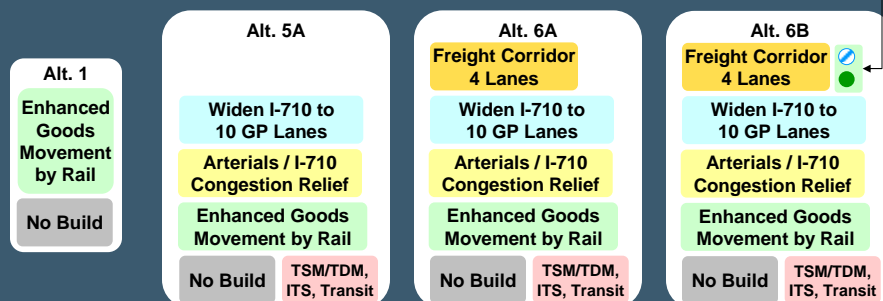 Alt. 1
Enhanced
Goods
Movement
by Rail
No Build
Alt. 5A
Widen I-710 to
10 GP Lanes
Arterials / I-710
Congestion Relief
Enhanced Goods
Movement by Rail
No Build
TSM/TDM,
ITS, Transit
Alt. 6A
Freight Corridor
4 Lanes
Widen I-710 to
10 GP Lanes
Arterials / I-710
Congestion Relief
Enhanced Goods
Movement by Rail
No Build
TSM/TDM,
ITS, Transit
Alt. 6B
Freight Corridor
4 Lanes
Widen I-710 to
10 GP Lanes
Arterials / I-710
Congestion Relief
Enhanced Goods
Movement by Rail
No Build
TSM/TDM,
ITS, Transit